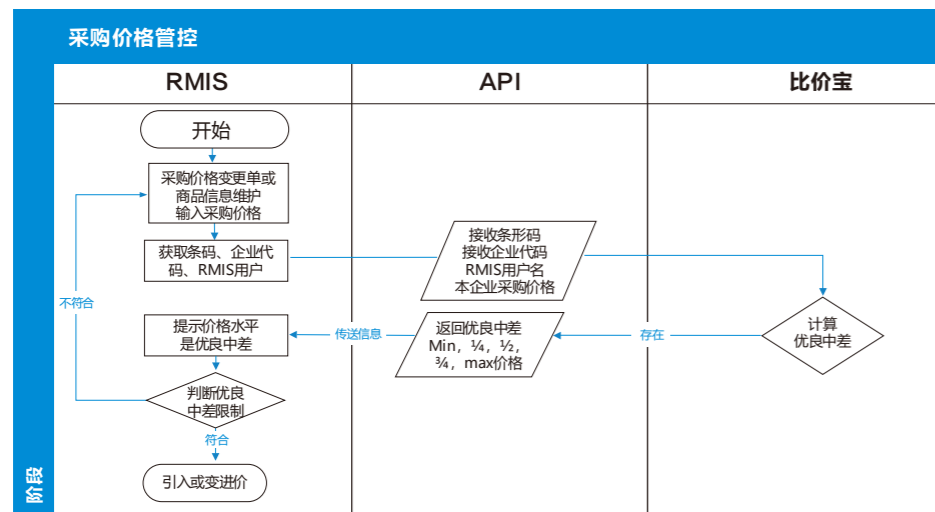 采购价格管控
RMIS
API
比价宝
开始
采购价格变更单或
商品信息维护
输入采购价格
获取条码、企业代
码、RMIS用户
接收条形码
接收企业代码
RMIS用户名
本企业采购价格
不符合
提示价格水平
是优良中差
传送信息
返回优良中差
Min，¼，½，
¾，max价格
存在
计算
优良中差
判断优良
中差限制
符合
引入或变进价
阶段